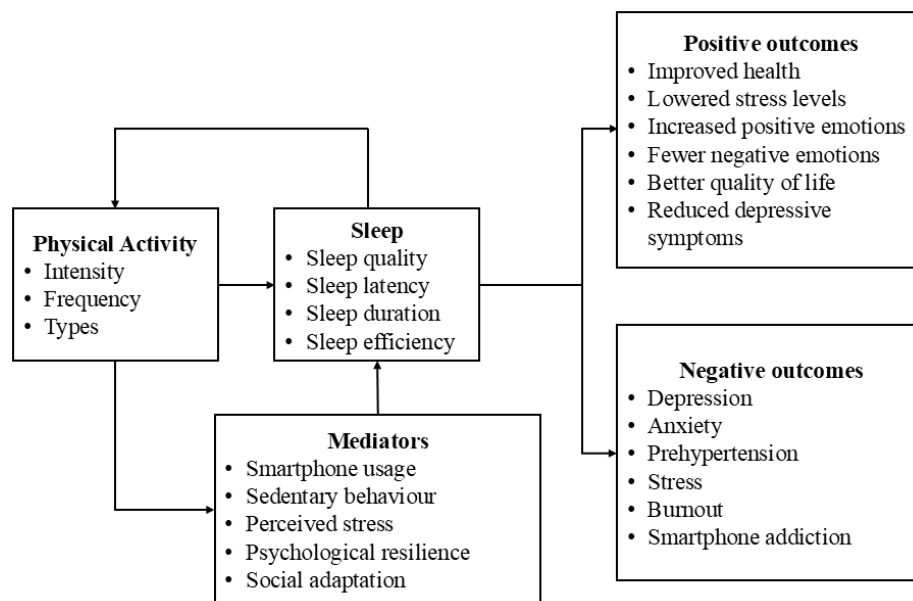 Physical Activity
• Intensity
• Frequency
• Types
Sleep
• Sleep quality
• Sleep latency
• Sleep duration
• Sleep efficiency
Mediators
• Smartphone usage
• Sedentary behaviour
• Perceived stress
• Psychological resilience
• Social adaptation
Positive outcomes
• Improved health
• Lowered stress levels
• Increased positive emotions
• Fewer negative emotions
• Better quality of life
• Reduced depressive
symptoms
Negative outcomes
• Depression
• Anxiety
• Prehypertension
• Stress
• Burnout
• Smartphone addiction